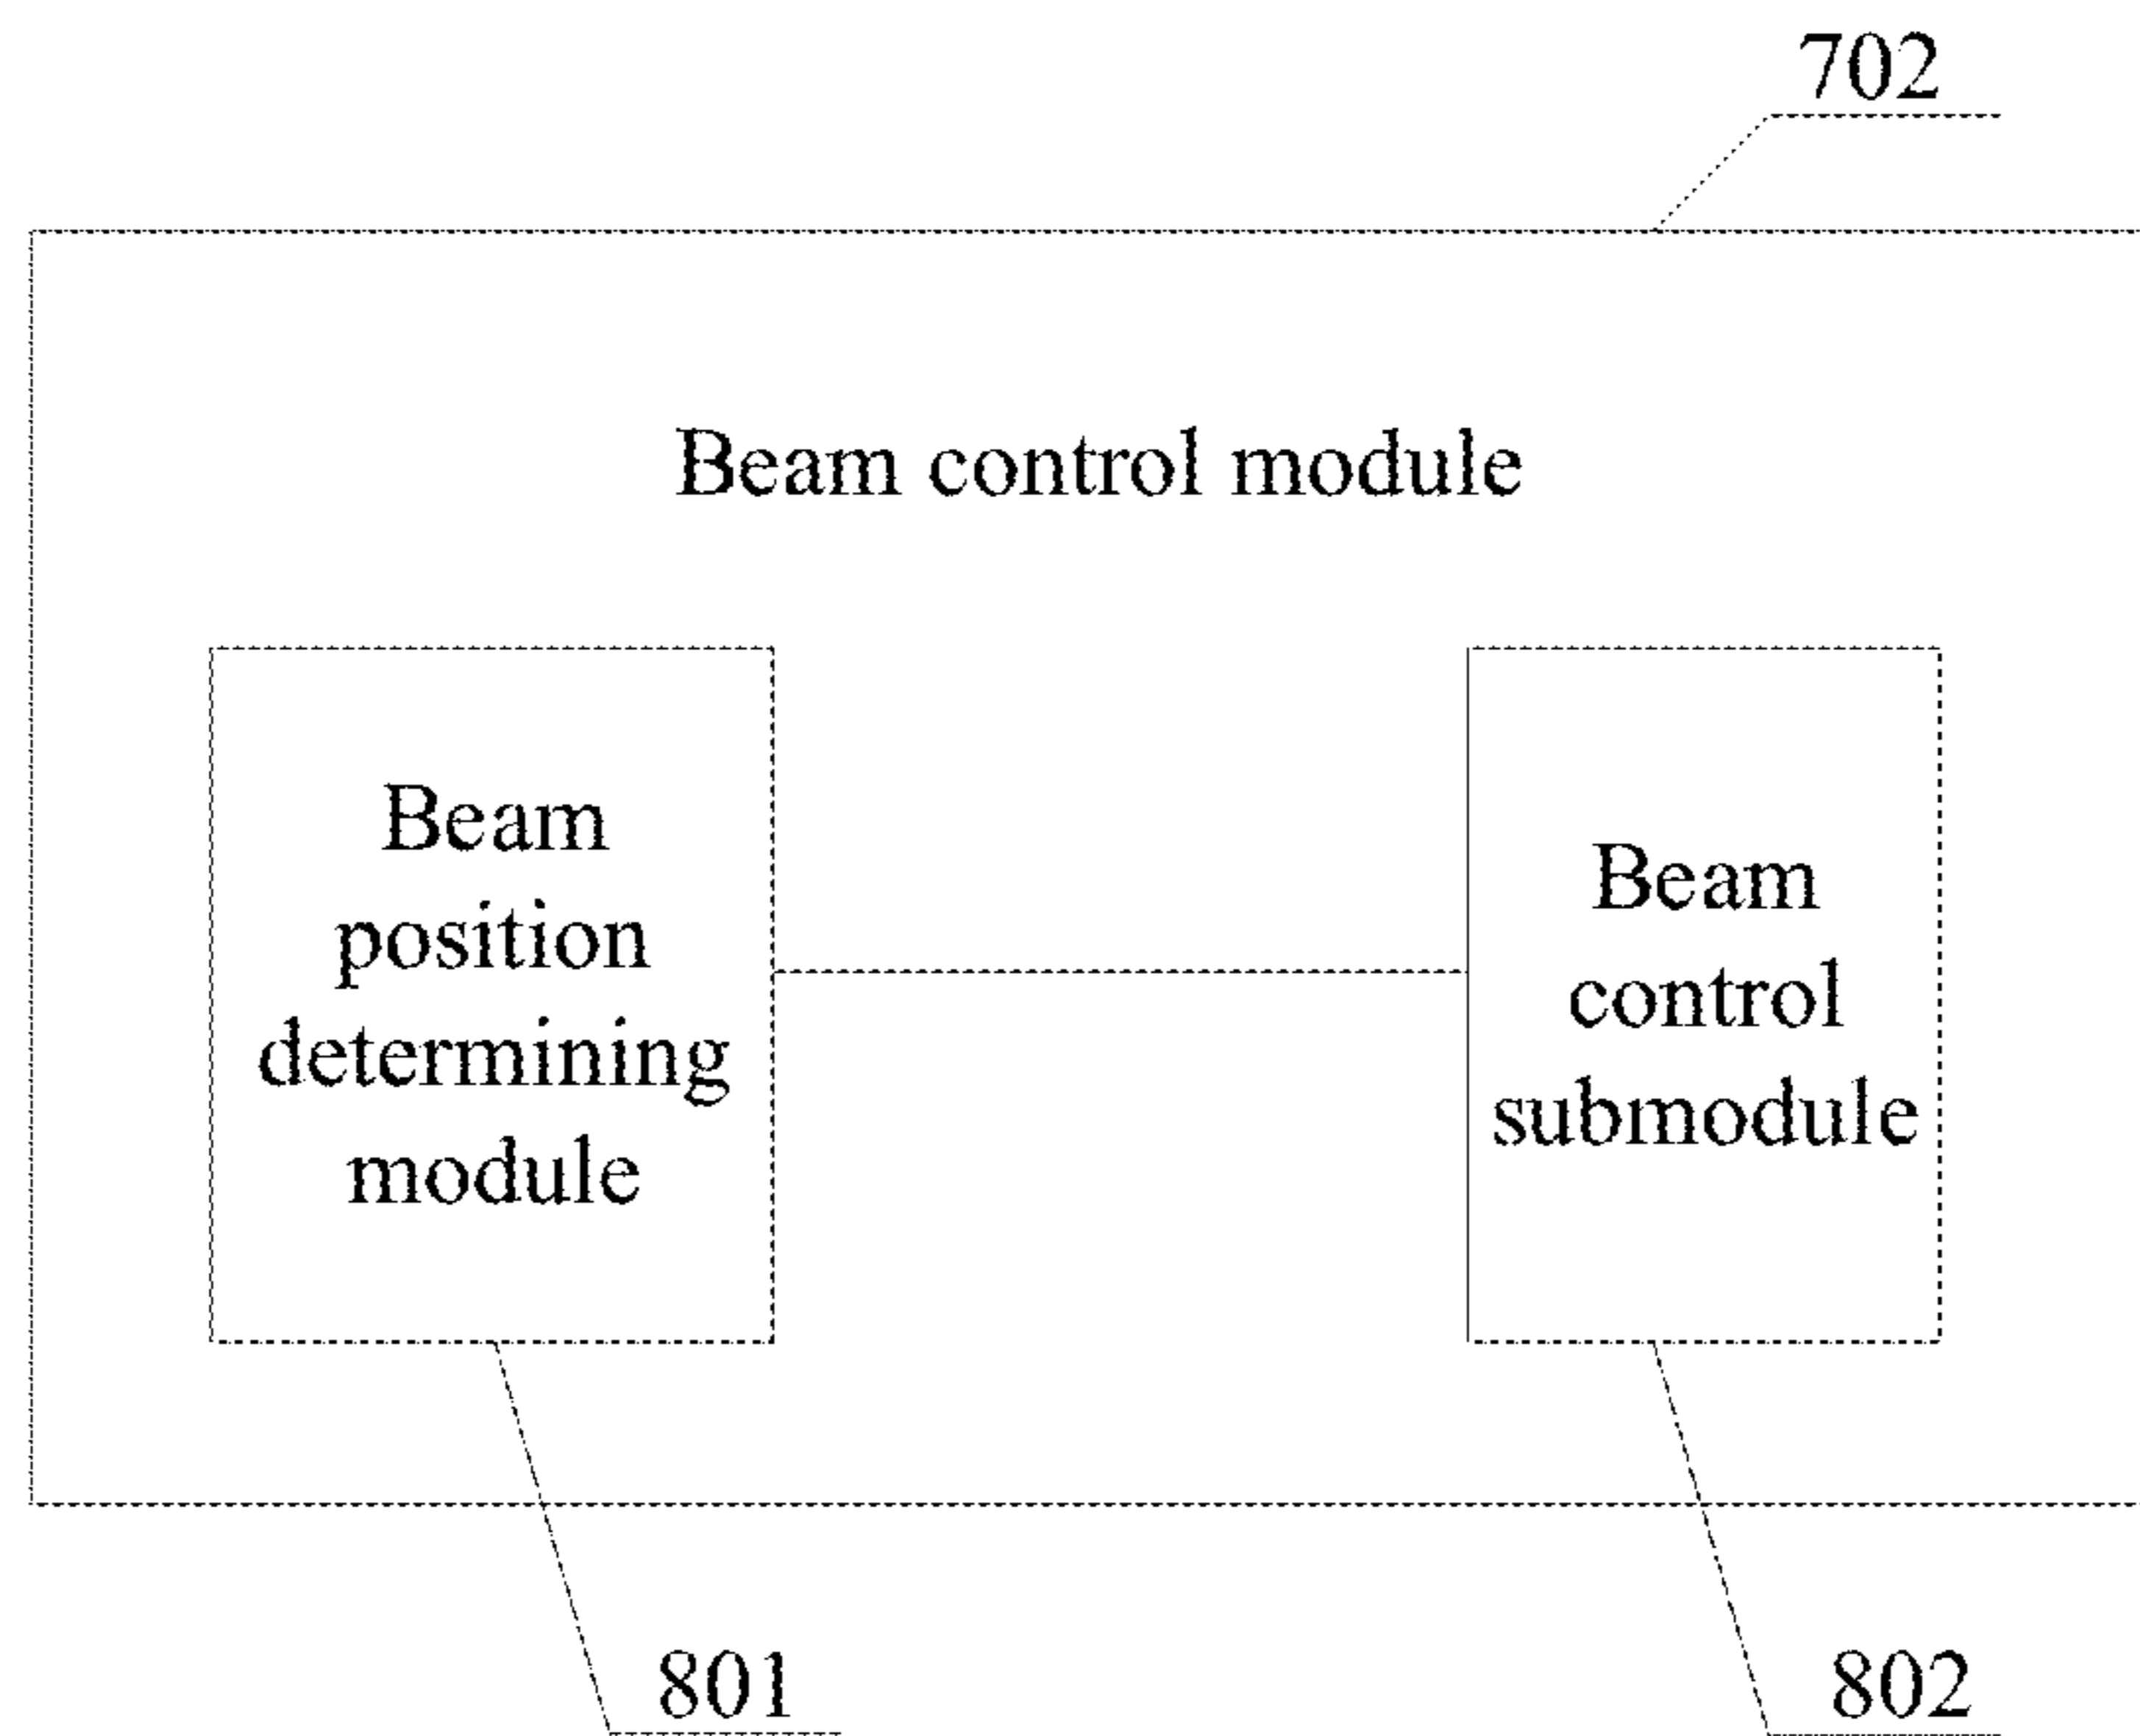 702
Beam control module
Beam
position
determining
module
Beam
control
submodule
801
802